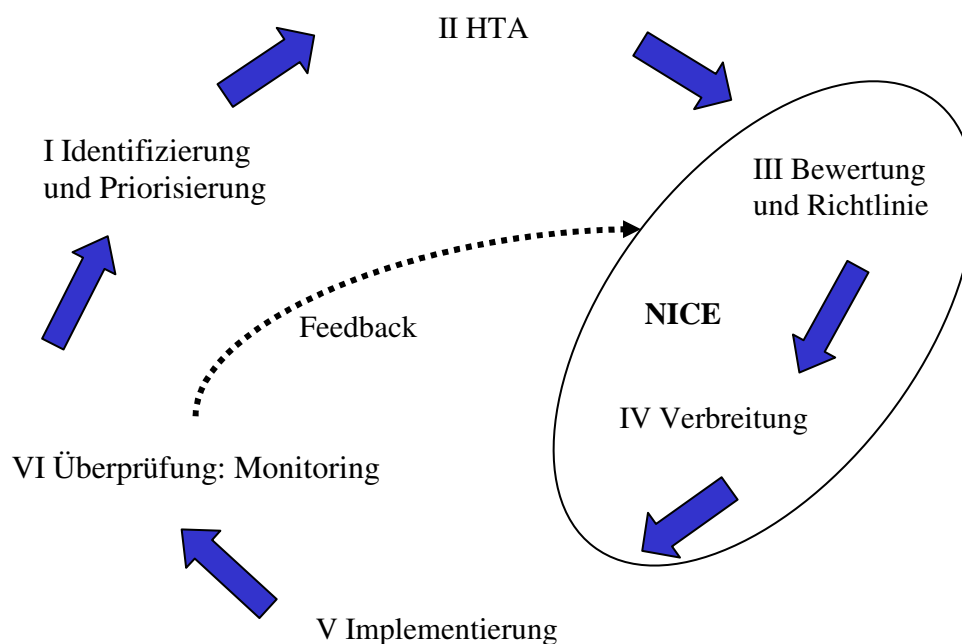 II HTA
I Identifizierung
und Priorisierung
III Bewertung
und Richtlinie
NICE
Feedback
IV Verbreitung
VI Überprüfung: Monitoring
V Implementierung